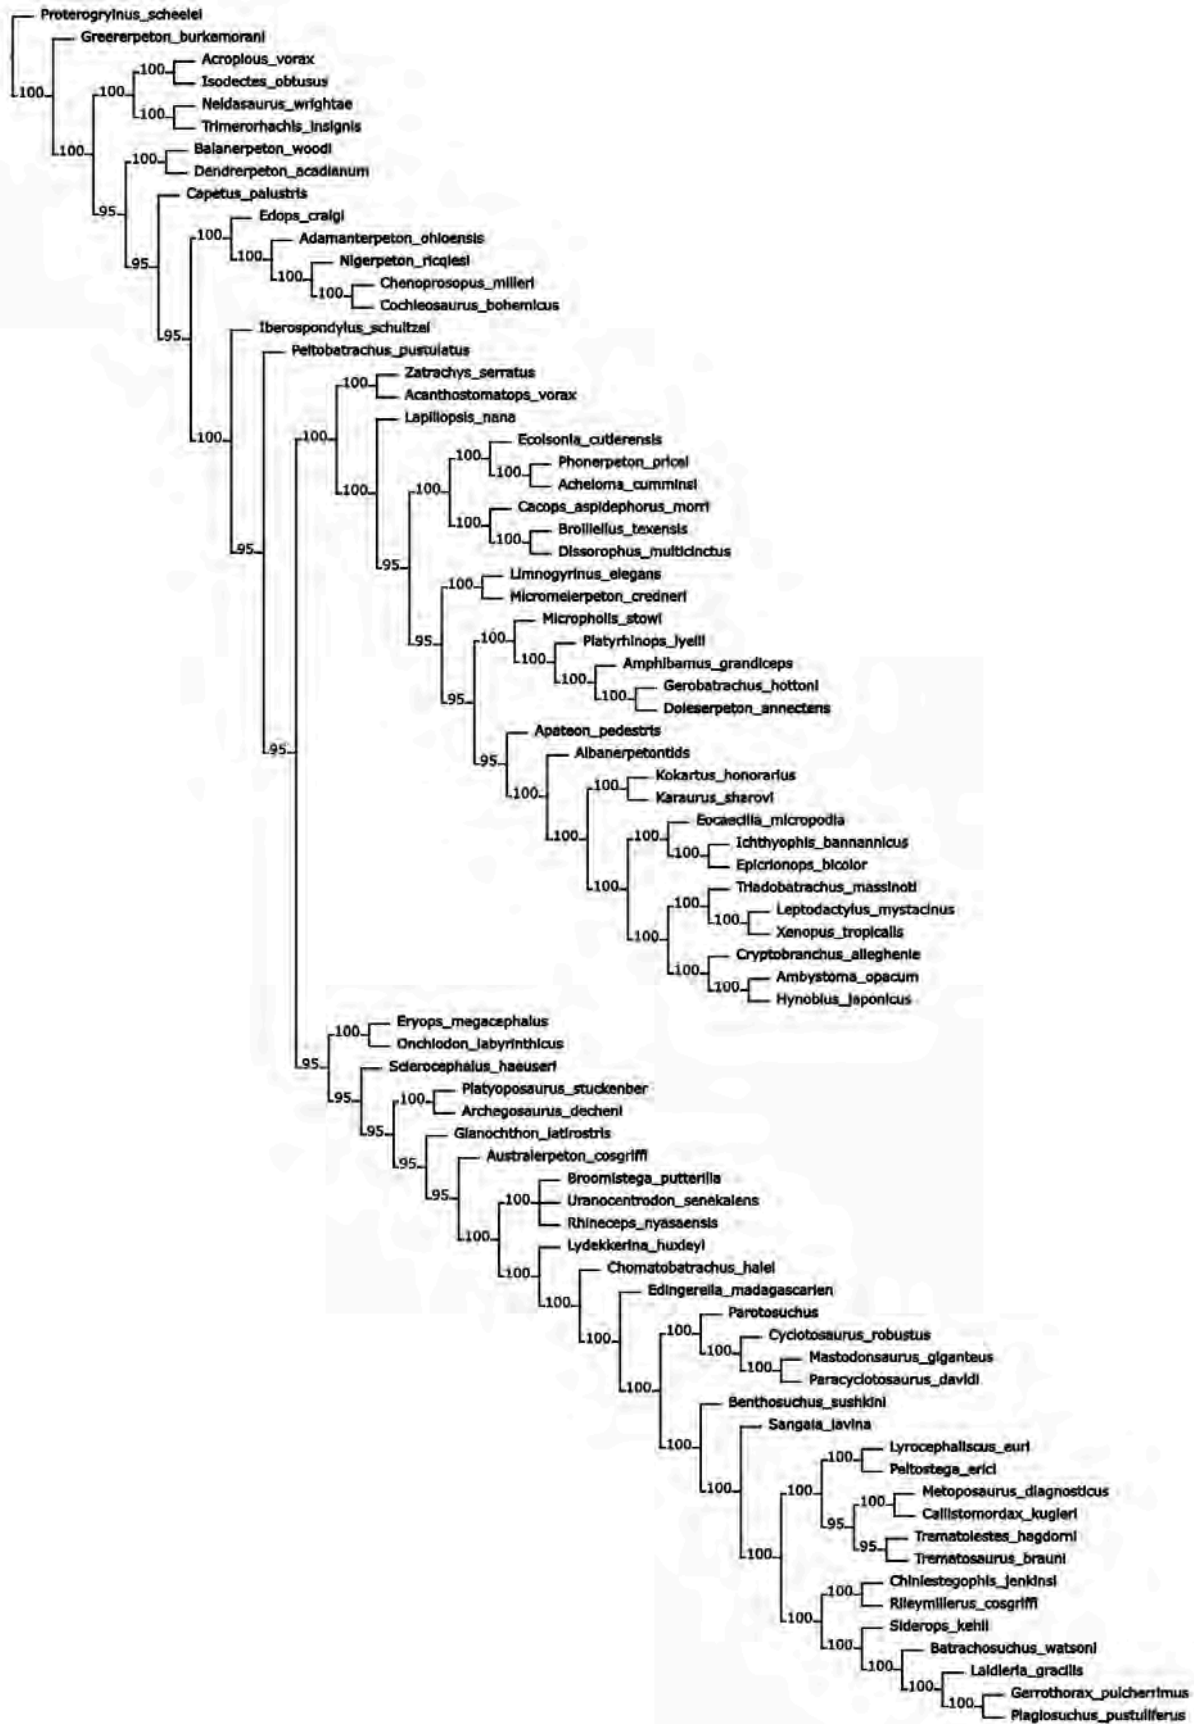 Proterogyrinus_scheelei
Greererpeton_burkemorani
Acroplous_vorax
100
Isodectes_obtusus
100
100
Neldasaurus_wrightae
100
Trimerorhachis_insignis
100
Balanerpeton_woodi
100
Dendrerpeton_acadianum
Capetus_palustris
95
Edops_craigi
100
Adamanterpeton_ohioensis
100
Nigerpeton_ricqlesi
95
100
Chenoprosopus_milleri
100
Cochleosaurus_bohemicus
Iberospondylus_schultzei
95
Peltobatrachus_pustulatus
Zatrachys_serratus
100
Acanthostomatops_vorax
Lapillopsis_nana
100
100
Ecolsonia_cutlerensis
100
Phonerpeton_pricei
100
Acheloma_cumminsi
100
100
Cacops_aspidephorus_morri
100
Broiliellus_texensis
100
Dissorophus_multicinctus
95
95
Limnogyrinus_elegans
100
Micromelerpeton_credneri
Micropholis_stowi
100
95
Platyrhinops_lyelli
100
Amphibamus_grandiceps
100
Gerobatrachus_hottoni
100
95
Doleserpeton_annectens
Apateon_pedestris
95
95
Albanerpetontids
Kokartus_honorarius
100
100
Karaurus_sharovi
Eocaecilia_micropodia
100
100
Ichthyophis_bannannicus
100
Epicrionops_bicolor
100
Triadobatrachus_massinoti
100
Leptodactylus_mystacinus
100
Xenopus_tropicalis
100
Cryptobranchus_alleghenie
100
Ambystoma_opacum
100
Hynobius_japonicus
Eryops_megacephalus
100
Onchiodon_labyrinthicus
95
Sclerocephalus_haeuseri
Platyoposaurus_stuckenber
95
100
Archegosaurus_decheni
95
Glanochthon_latirostris
Australerpeton_cosgriffi
95
Broomistega_putterilla
95
100
Uranocentrodon_senekalens
Rhineceps_nyasaensis
100
Lydekkerina_huxleyi
Chomatobatrachus_halei
100
Edingerella_madagascarien
100
Parotosuchus
100
100
Cyclotosaurus_robustus
100
Mastodonsaurus_giganteus
100
Paracyclotosaurus_davidi
100
Benthosuchus_sushkini
Sangaia_lavina
100
Lyrocephaliscus_euri
100
Peltostega_erici
100
100
Metoposaurus_diagnosticus
100
Callistomordax_kugleri
95
Trematolestes_hagdorni
95
Trematosaurus_brauni
100
Chinlestegophis_jenkinsi
100
Rileymillerus_cosgriffi
100
Siderops_kehli
100
Batrachosuchus_watsoni
100
Laidleria_gracilis
100
Gerrothorax_pulcherrimus
100
Plagiosuchus_pustuliferus